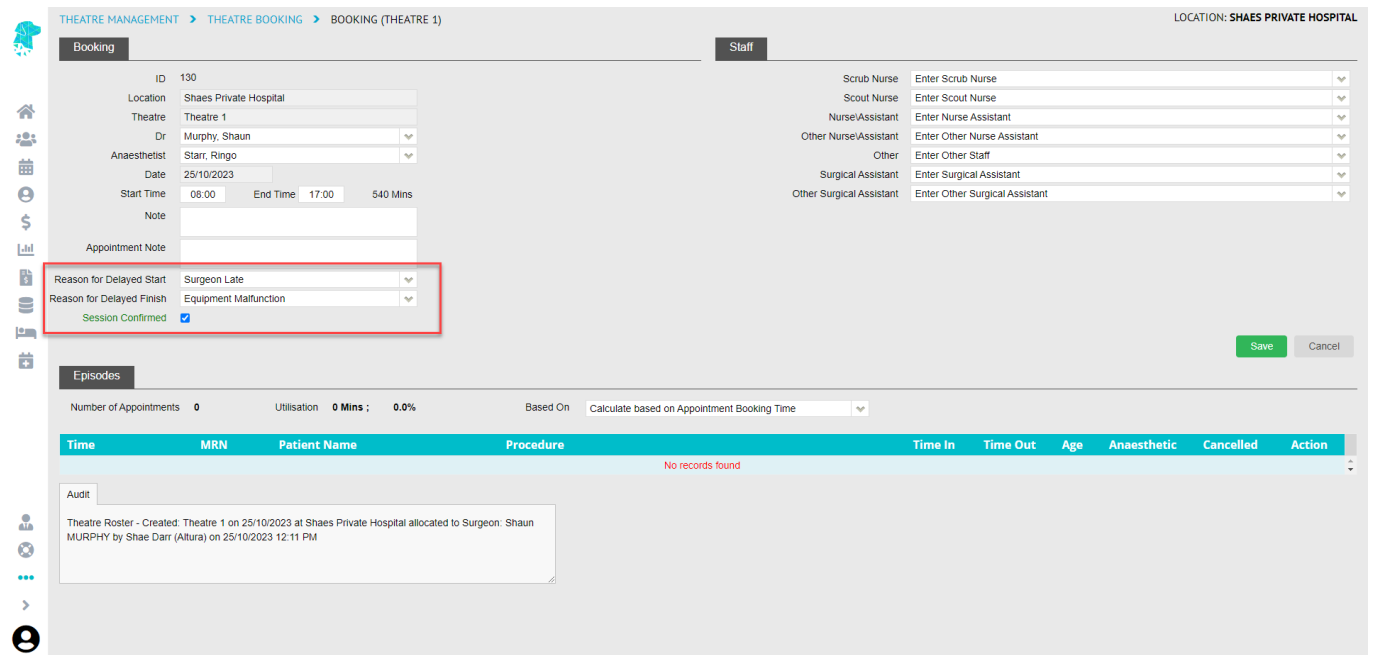 THEATRE MANAGEMENT > THEATRE BOOKING > BOOKING (THEATRE 1)
LOCATION: SHAES PRIVATE HOSPITAL
Booking
ID 130
Location Shaes Private Hospital
Theatre Theatre 1
Dr Murphy, Shaun
Anaesthetist Starr, Ringo
Date 25/10/2023
Start Time 08:00 End Time 17:00 540 Mins
Note
Appointment Note
Reason for Delayed Start Surgeon Late
Reason for Delayed Finish Equipment Malfunction
Session Confirmed
Staff
Scrub Nurse Enter Scrub Nurse
Scout Nurse Enter Scout Nurse
Nurse\Assistant Enter Nurse Assistant
Other Nurse\Assistant Enter Other Nurse Assistant
Other Enter Other Staff
Surgical Assistant Enter Surgical Assistant
Other Surgical Assistant Enter Other Surgical Assistant
Save Cancel
Episodes
Number of Appointments 0 Utilisation 0 Mins ; 0.0% Based On Calculate based on Appointment Booking Time
Time MRN Patient Name Procedure Time In Time Out Age Anaesthetic Cancelled Action
No records found
Audit
Theatre Roster - Created: Theatre 1 on 25/10/2023 at Shaes Private Hospital allocated to Surgeon: Shaun
MURPHY by Shae Darr (Altura) on 25/10/2023 12:11 PM